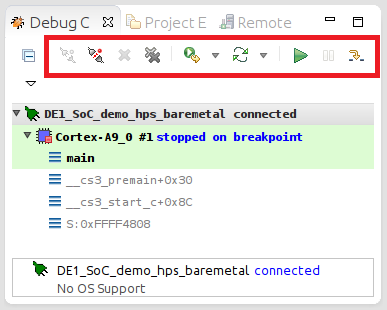 Debug C
Project E
Remote
DE1_SoC_demo_hps_baremetal connected
Cortex-A9_0 #1 stopped on breakpoint
main
__cs3_premain+0x30
__cs3_start_c+0x8C
S:0xFFFF4808
DE1_SoC_demo_hps_baremetal connected
No OS Support